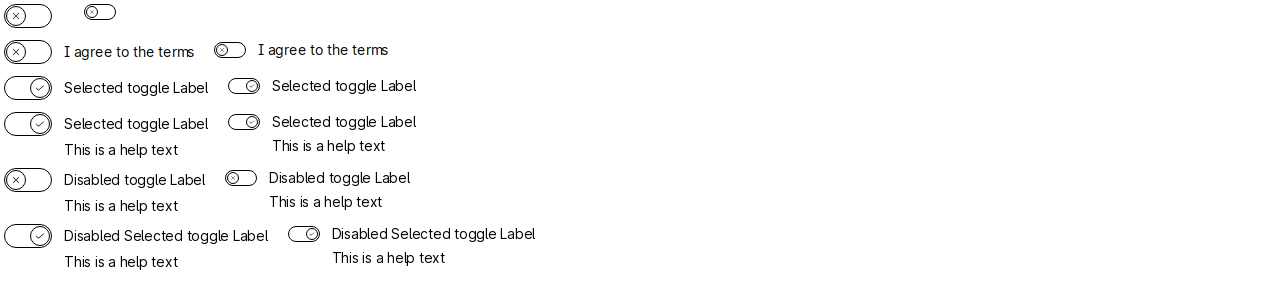 I agree to the terms I agree to the terms
Selected toggle Label Selected toggle Label
Selected toggle Label Selected toggle Label
This is a help text This is a help text
Disabled toggle Label Disabled toggle Label
This is a help text This is a help text
Disabled Selected toggle Label Disabled Selected toggle Label
This is a help text This is a help text